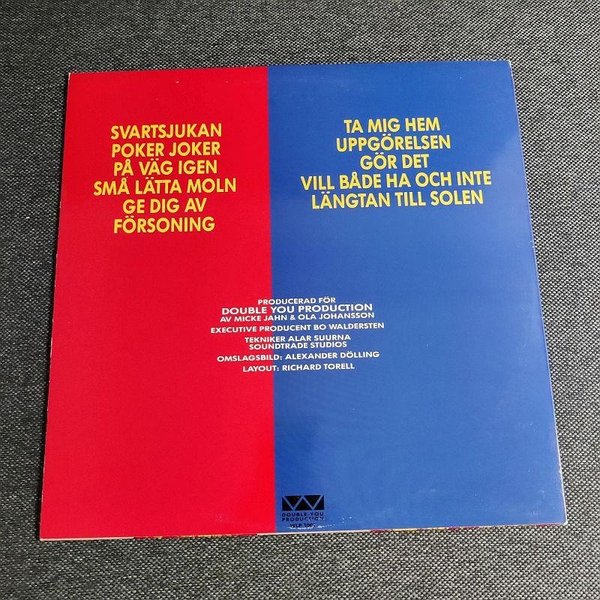 SVARTSJUKAN
POKER JOKER
PÅ VÄG IGEN
SMÅ LÄTTA MOLN
GE DIG AV
FÖRSONING
TA MIG HEM
UPPGÖRELSEN
GÖR DET
VILL BÅDE HA OCH INTE
LÄNGTAN TILL SOLEN
PRODUCERAD FÖR
DOUBLE YOU PRODUCTION
AV MICKE JAHN & OLA JOHANSSON
EXECUTIVE PRODUCENT BO WALDERSTEN
TEKNIKER ALAR SUURNA
SOUNDTRADE STUDIOS
OMSLAGSBILD: ALEXANDER DÖLLING
LAYOUT: RICHARD TORELL
DOUBLE-YOU
PRODUCTION